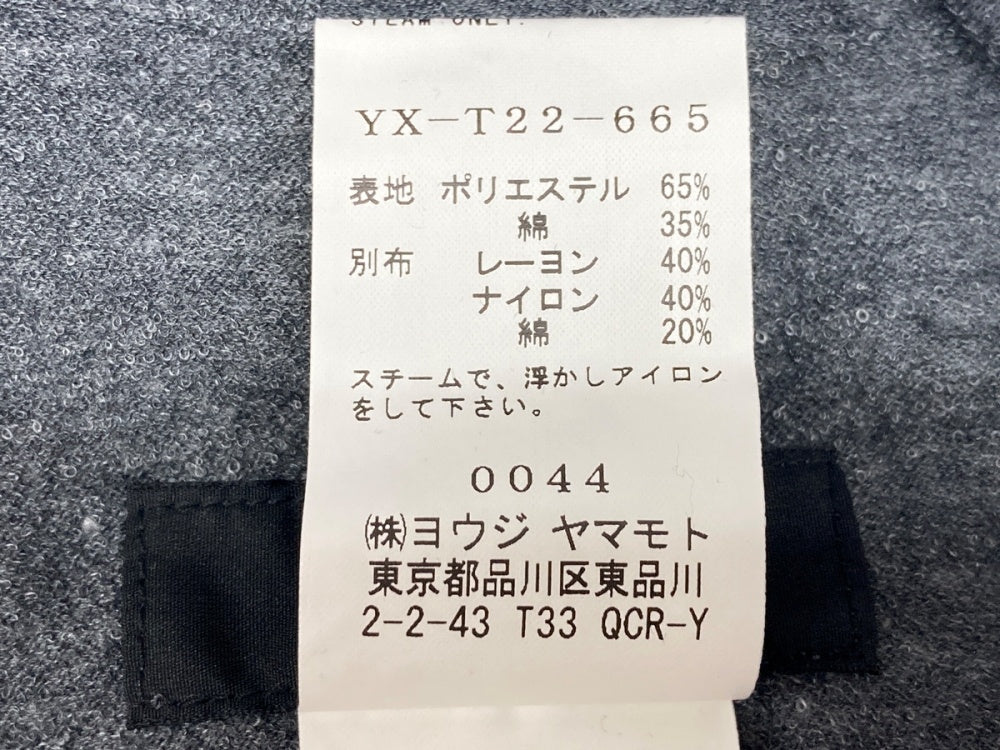 STEAM ONLY.
YX-T22-665
表地 ポリエステル 65%
綿 35%
別布 レーヨン 40%
ナイロン 40%
綿 20%
スチームで、浮かしアイロン
をして下さい。
0044
㈱ヨウジ ヤマモト
東京都品川区東品川
2-2-43 T33 QCR-Y